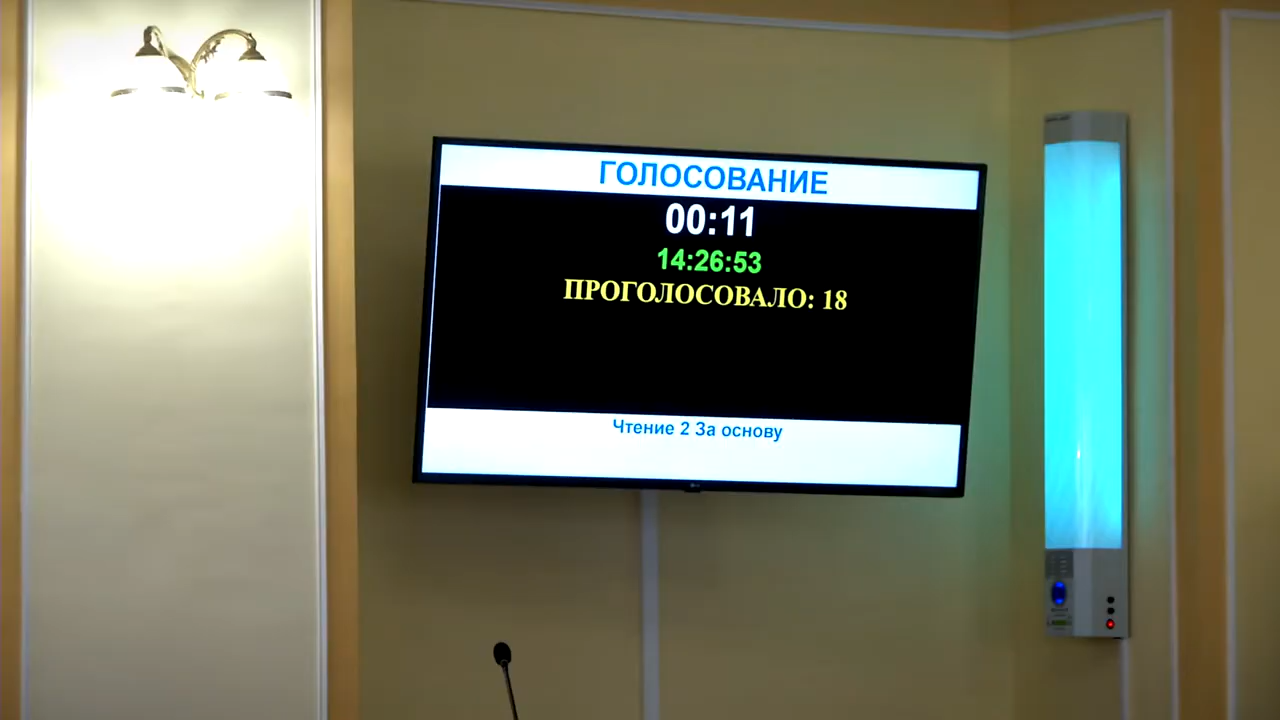 ГОЛОСОВАНИЕ
00:11
14:26:53
ПРОГОЛОСОВАЛО: 18
Чтение 2 За основу